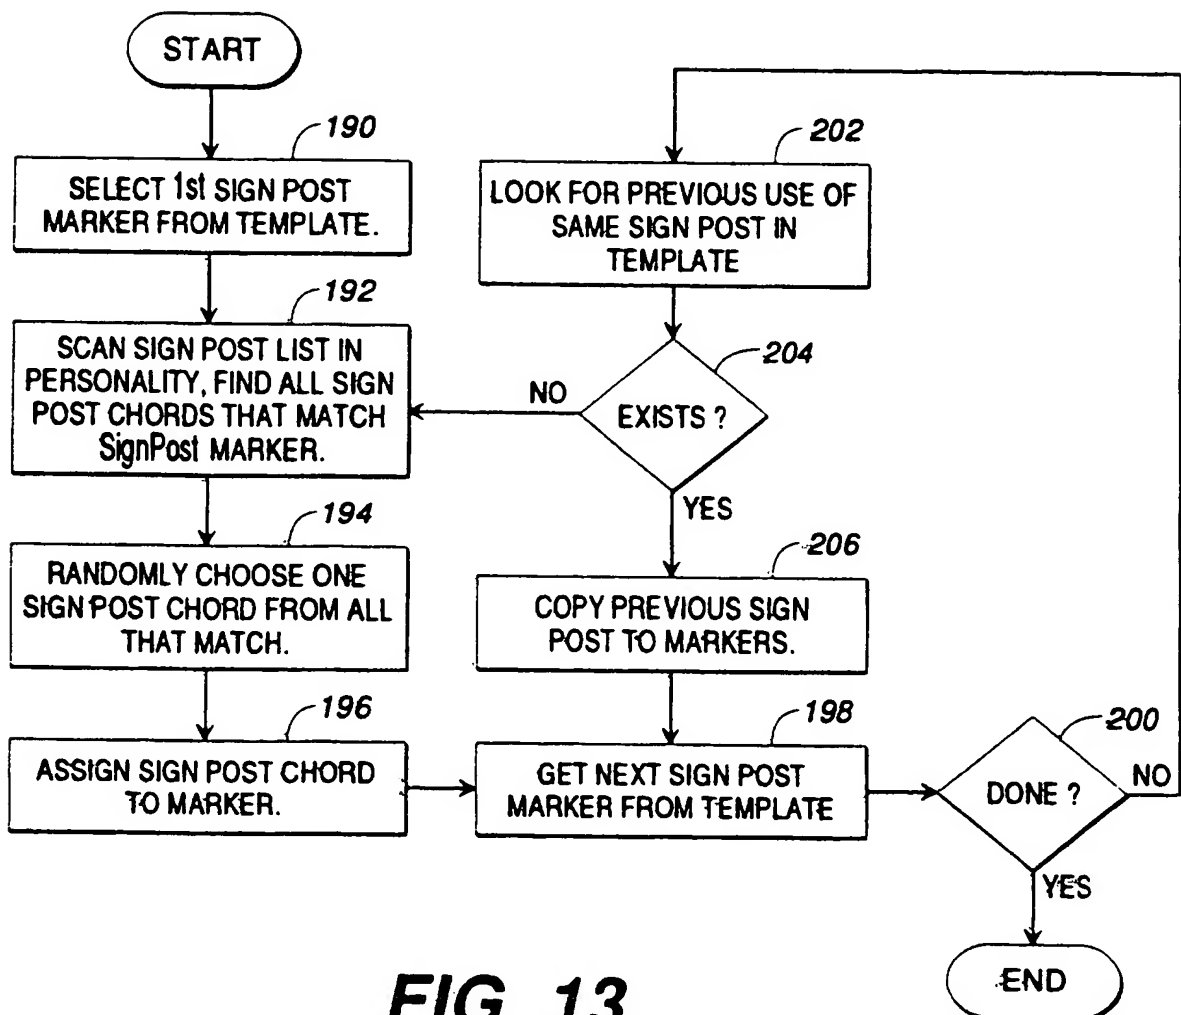 START
190
SELECT 1st SIGN POST
MARKER FROM TEMPLATE.
192
SCAN SIGN POST LIST IN
PERSONALITY, FIND ALL SIGN
POST CHORDS THAT MATCH
SignPost MARKER.
194
RANDOMLY CHOOSE ONE
SIGN POST CHORD FROM ALL
THAT MATCH.
196
ASSIGN SIGN POST CHORD
TO MARKER.
202
LOOK FOR PREVIOUS USE OF
SAME SIGN POST IN
TEMPLATE
204
EXISTS ?
NO
YES
206
COPY PREVIOUS SIGN
POST TO MARKERS.
198
GET NEXT SIGN POST
MARKER FROM TEMPLATE
200
DONE ?
NO
YES
END
FIG. 13